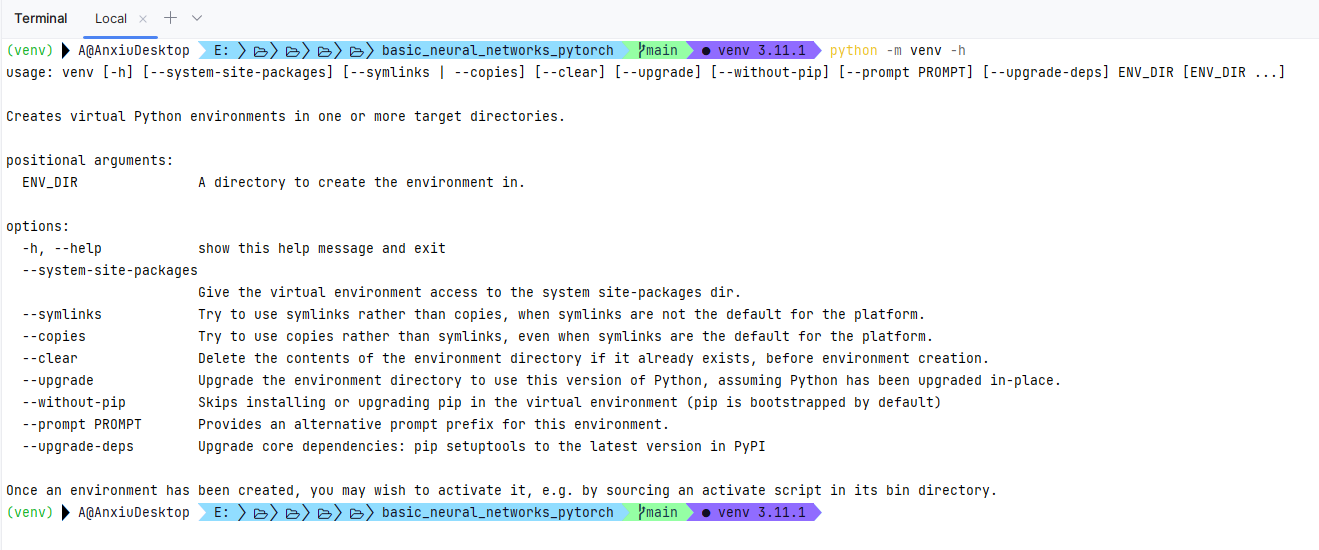 Terminal Local
(venv) A@AnxiuDesktop E: basic_neural_networks_pytorch main ● venv 3.11.1 python -m venv -h
usage: venv [-h] [--system-site-packages] [--symlinks | --copies] [--clear] [--upgrade] [--without-pip] [--prompt PROMPT] [--upgrade-deps] ENV_DIR [ENV_DIR ...]
Creates virtual Python environments in one or more target directories.
positional arguments:
ENV_DIR A directory to create the environment in.
options:
-h, --help show this help message and exit
--system-site-packages
Give the virtual environment access to the system site-packages dir.
--symlinks Try to use symlinks rather than copies, when symlinks are not the default for the platform.
--copies Try to use copies rather than symlinks, even when symlinks are the default for the platform.
--clear Delete the contents of the environment directory if it already exists, before environment creation.
--upgrade Upgrade the environment directory to use this version of Python, assuming Python has been upgraded in-place.
--without-pip Skips installing or upgrading pip in the virtual environment (pip is bootstrapped by default)
--prompt PROMPT Provides an alternative prompt prefix for this environment.
--upgrade-deps Upgrade core dependencies: pip setuptools to the latest version in PyPI
Once an environment has been created, you may wish to activate it, e.g. by sourcing an activate script in its bin directory.
(venv) A@AnxiuDesktop E: basic_neural_networks_pytorch main ● venv 3.11.1